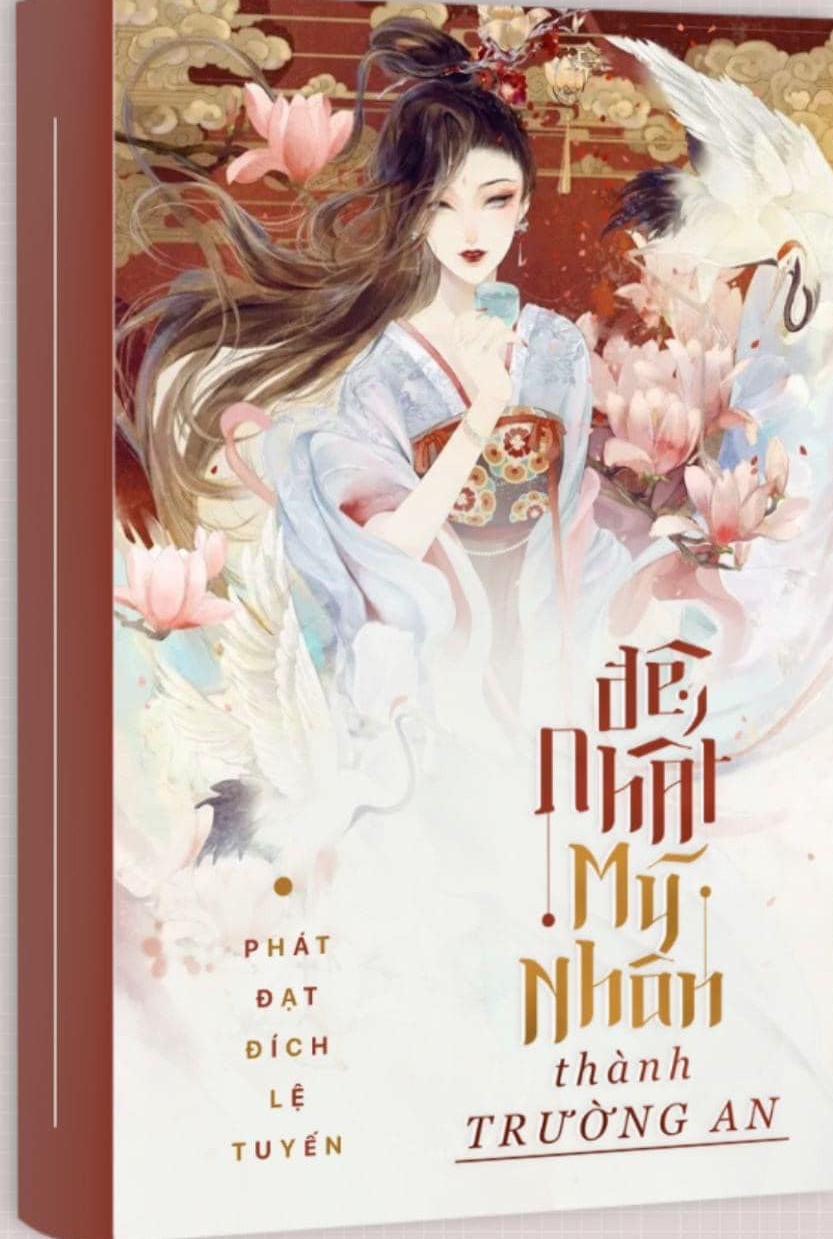 đệ
Nhất
Mỹ
Nhân
thành
TRƯỜNG AN
PHÁT
ĐẠT
ĐÍCH
LỆ
TUYẾN